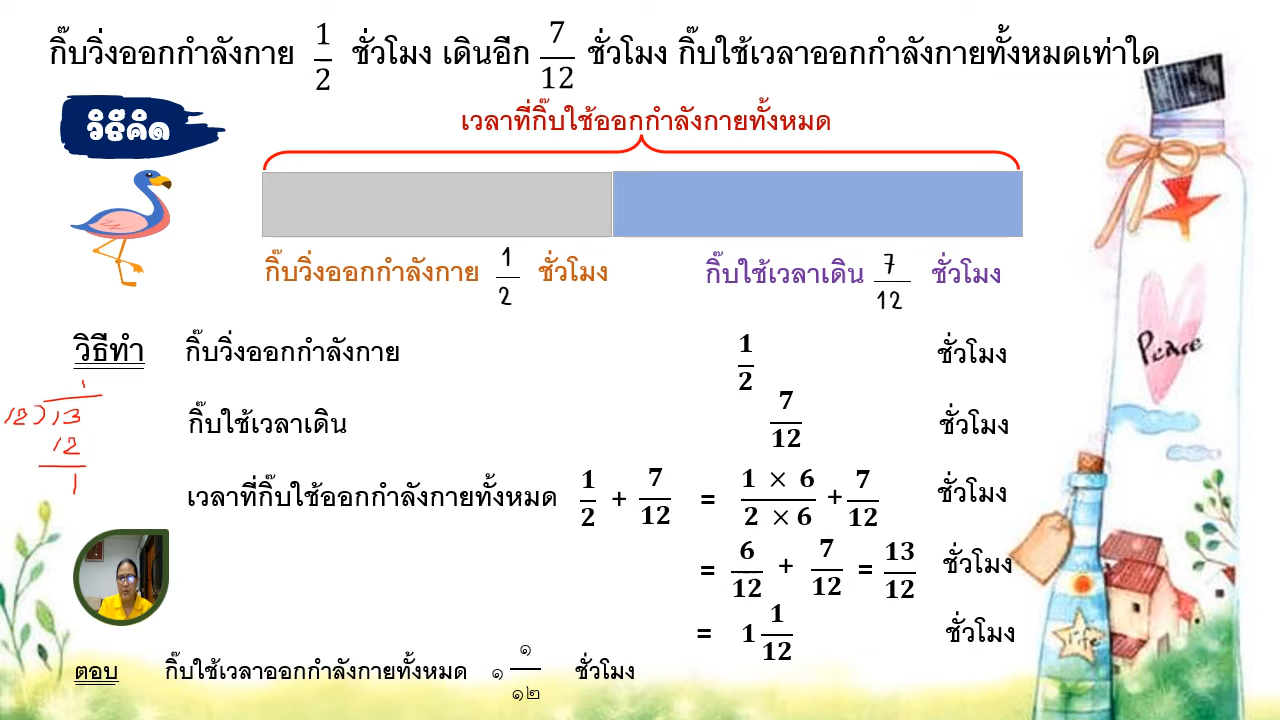 กิ๊บวิ่งออกกำลังกาย 1/2 ชั่วโมง เดินอีก 7/12 ชั่วโมง กิ๊บใช้เวลาออกกำลังกายทั้งหมดเท่าใด
วิธีคิด
เวลาที่กิ๊บใช้ออกกำลังกายทั้งหมด
กิ๊บวิ่งออกกำลังกาย 1/2 ชั่วโมง กิ๊บใช้เวลาเดิน 7/12 ชั่วโมง
วิธีทำ กิ๊บวิ่งออกกำลังกาย 1/2 ชั่วโมง
กิ๊บใช้เวลาเดิน 7/12 ชั่วโมง
1
12)13
12
1
เวลาที่กิ๊บใช้ออกกำลังกายทั้งหมด 1/2 + 7/12 = (1 × 6)/(2 × 6) + 7/12 ชั่วโมง
= 6/12 + 7/12 = 13/12 ชั่วโมง
= 1 1/12 ชั่วโมง
ตอบ กิ๊บใช้เวลาออกกำลังกายทั้งหมด ๑ ๑/๑๒ ชั่วโมง
Peace
Life